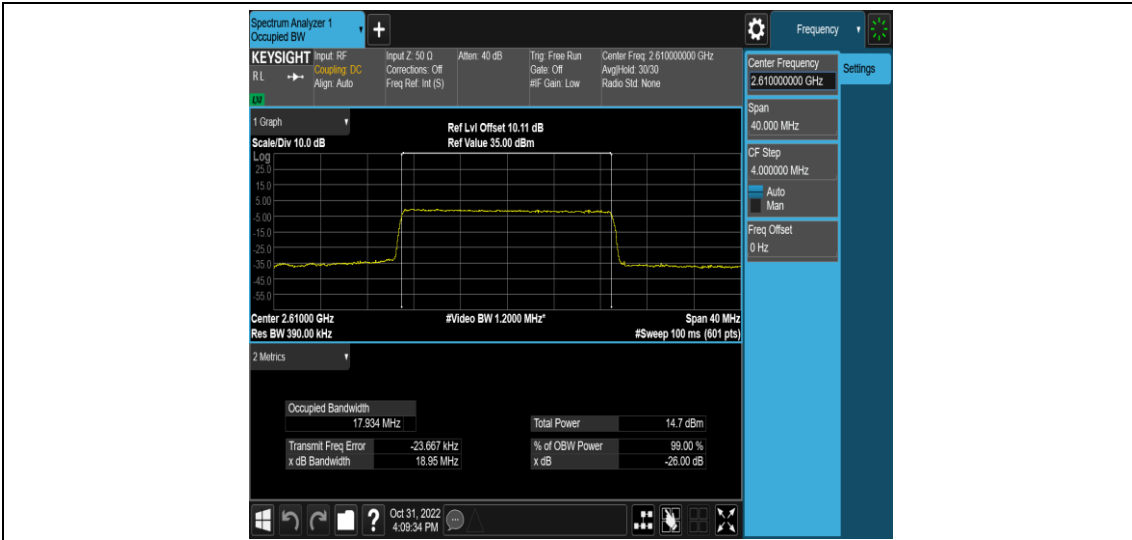 Spectrum Analyzer 1
Occupied BW
+
Frequency
KEYSIGHT Input: RF Input Z: 50 Ω Atten: 40 dB Trig: Free Run Center Freq: 2.610000000 GHz
RL Coupling: DC Corrections: Off Gate: Off Avg|Hold: 30/30
Align: Auto Freq Ref: Int (S) #IF Gain: Low Radio Std: None
LXI
Center Frequency
2.610000000 GHz
Settings
Span
40.000 MHz
CF Step
4.000000 MHz
Auto
Man
Freq Offset
0 Hz
1 Graph
Ref Lvl Offset 10.11 dB
Scale/Div 10.0 dB Ref Value 35.00 dBm
Log
25.0
15.0
5.00
-5.00
-15.0
-25.0
-35.0
-45.0
-55.0
Center 2.61000 GHz #Video BW 1.2000 MHz* Span 40 MHz
Res BW 390.00 kHz #Sweep 100 ms (601 pts)
2 Metrics
Occupied Bandwidth
17.934 MHz Total Power 14.7 dBm
Transmit Freq Error -23.667 kHz % of OBW Power 99.00 %
x dB Bandwidth 18.95 MHz x dB -26.00 dB
? Oct 31, 2022
4:09:34 PM